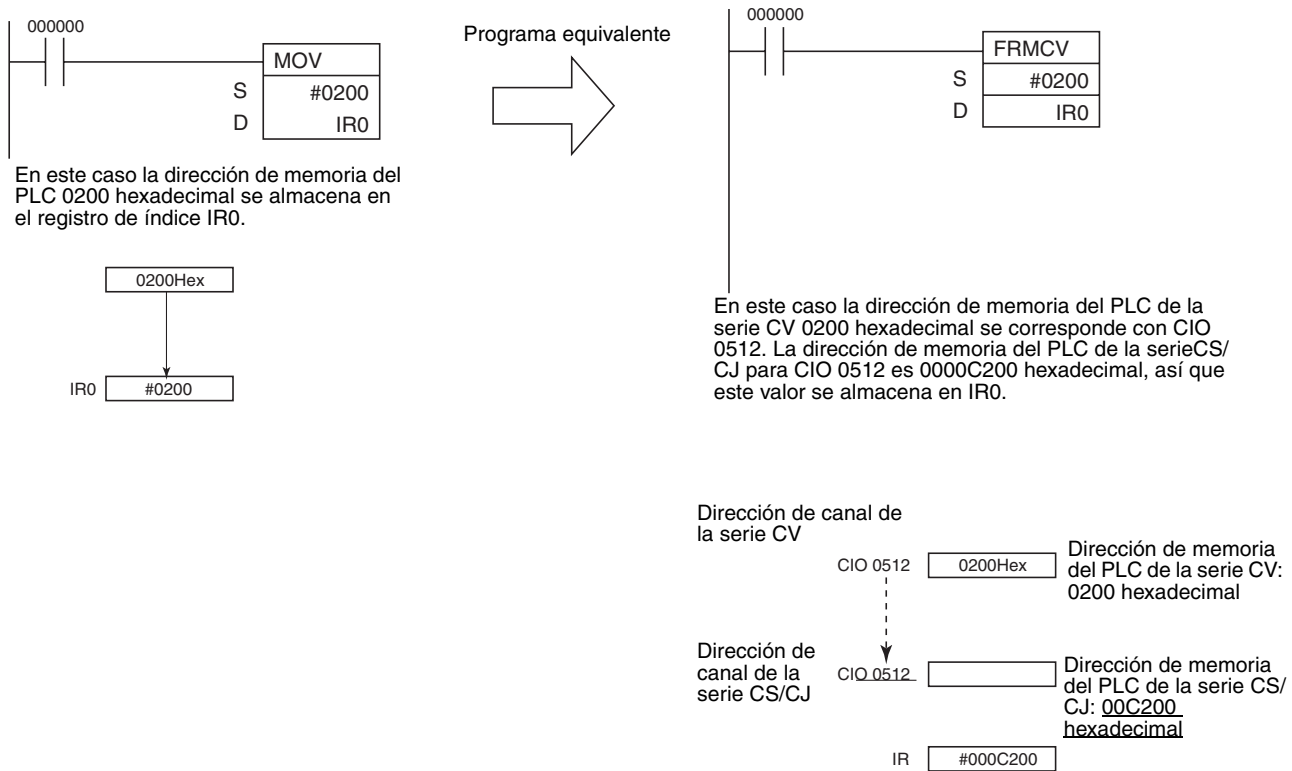 000000
MOV
S #0200
D IR0
En este caso la dirección de memoria del
PLC 0200 hexadecimal se almacena en
el registro de índice IR0.
0200Hex
IR0 #0200
Programa equivalente
000000
FRMCV
S #0200
D IR0
En este caso la dirección de memoria del PLC de la
serie CV 0200 hexadecimal se corresponde con CIO
0512. La dirección de memoria del PLC de la serieCS/
CJ para CIO 0512 es 0000C200 hexadecimal, así que
este valor se almacena en IR0.
Dirección de canal de
la serie CV
CIO 0512 0200Hex
Dirección de memoria
del PLC de la serie CV:
0200 hexadecimal
Dirección de
canal de la
serie CS/CJ
CIO 0512
Dirección de memoria
del PLC de la serie CS/
CJ: 00C200
hexadecimal
IR #000C200